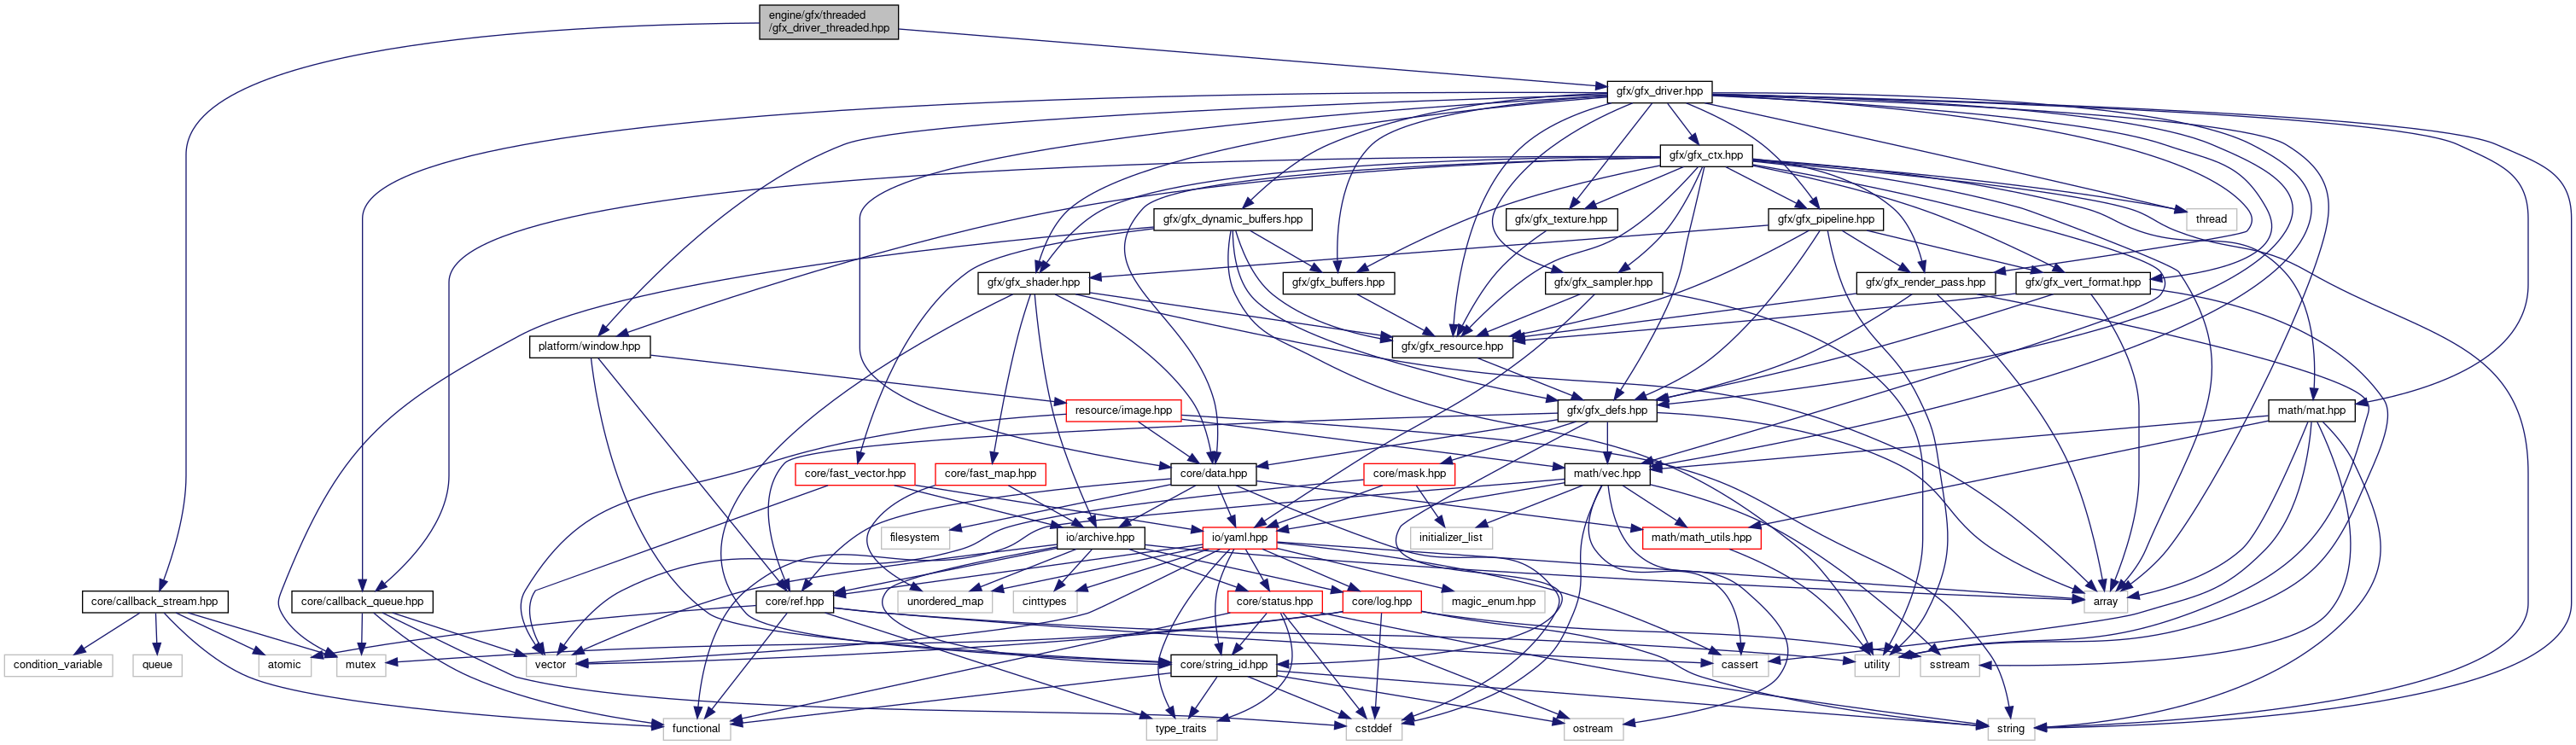 engine/gfx/threaded
/gfx_driver_threaded.hpp
gfx/gfx_driver.hpp
gfx/gfx_ctx.hpp
gfx/gfx_dynamic_buffers.hpp
gfx/gfx_texture.hpp
gfx/gfx_pipeline.hpp
thread
gfx/gfx_shader.hpp
gfx/gfx_buffers.hpp
gfx/gfx_sampler.hpp
gfx/gfx_render_pass.hpp
gfx/gfx_vert_format.hpp
platform/window.hpp
gfx/gfx_resource.hpp
resource/image.hpp
gfx/gfx_defs.hpp
math/mat.hpp
core/fast_vector.hpp
core/fast_map.hpp
core/data.hpp
core/mask.hpp
math/vec.hpp
filesystem
io/archive.hpp
io/yaml.hpp
initializer_list
math/math_utils.hpp
core/callback_stream.hpp
core/callback_queue.hpp
core/ref.hpp
unordered_map
cinttypes
core/status.hpp
core/log.hpp
magic_enum.hpp
array
condition_variable
queue
atomic
mutex
vector
core/string_id.hpp
cassert
utility
sstream
functional
type_traits
cstddef
ostream
string